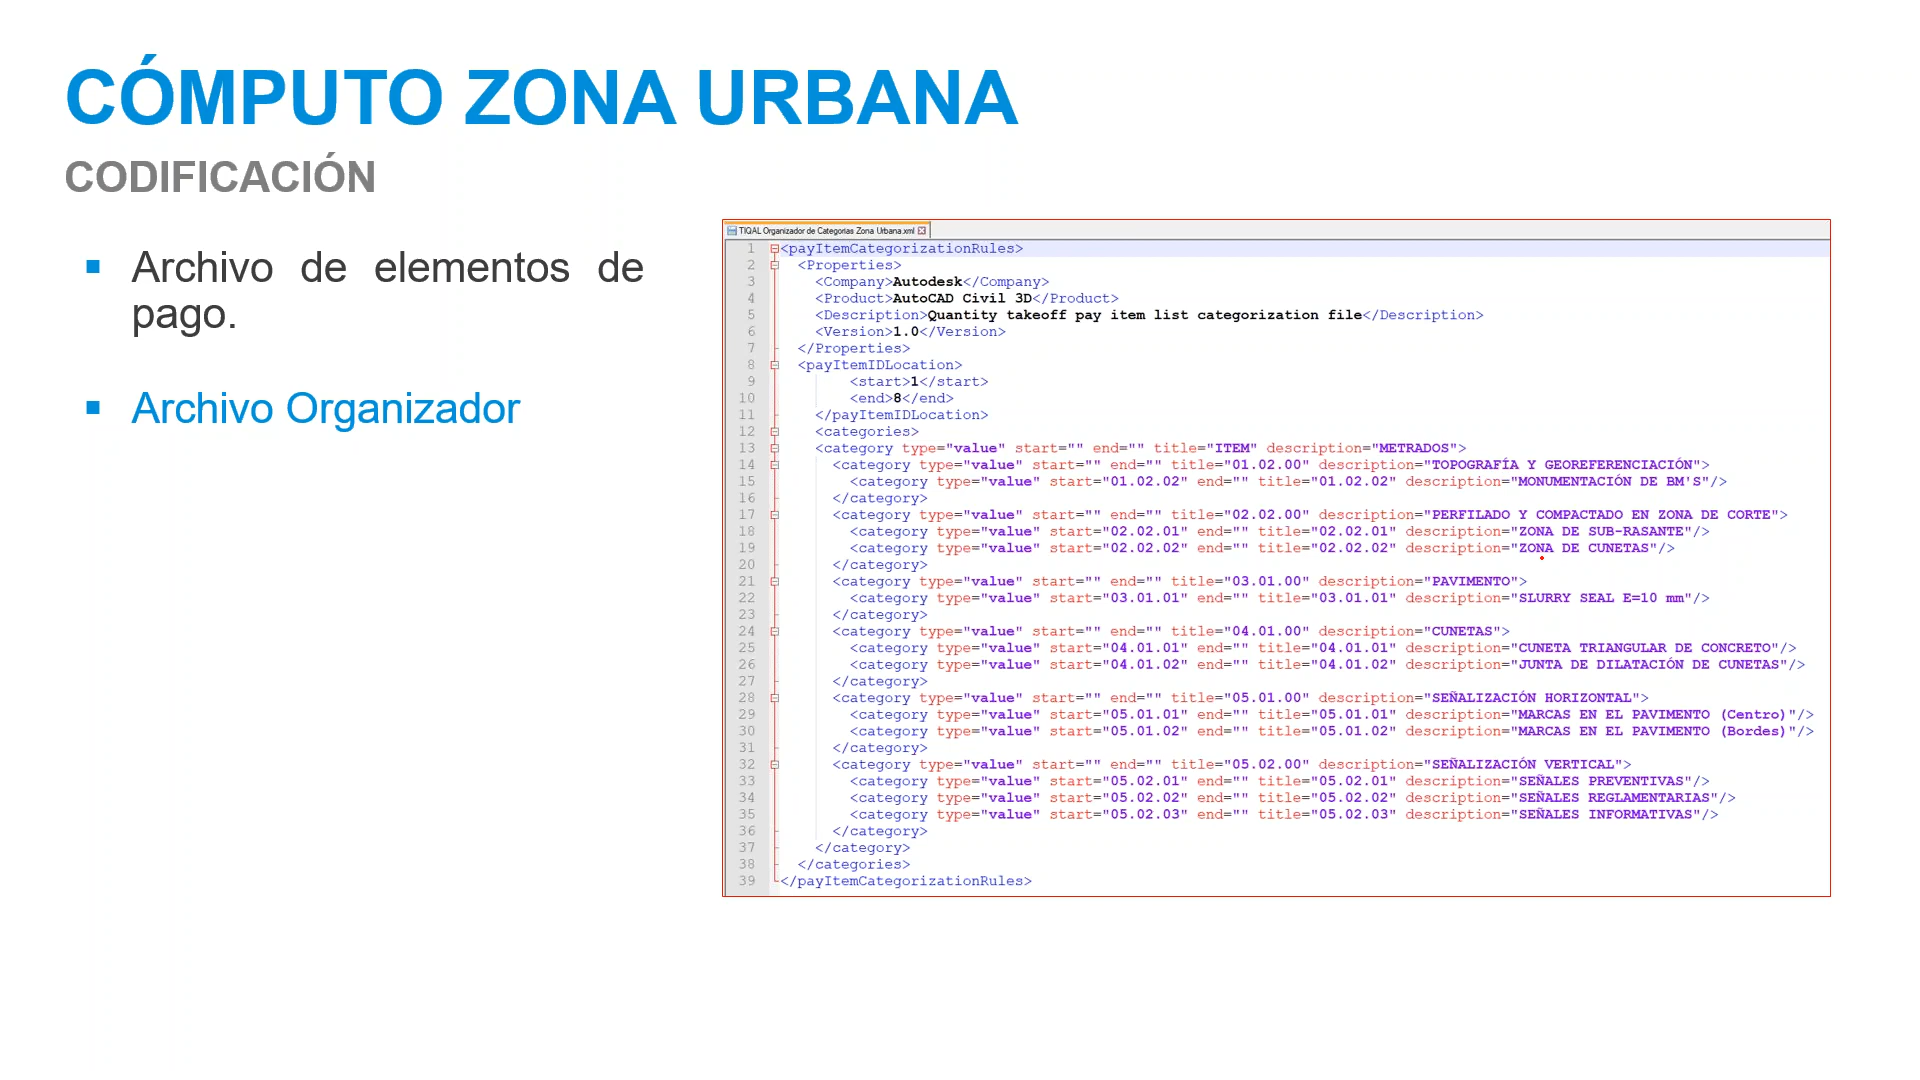 CÓMPUTO ZONA URBANA
CODIFICACIÓN
Archivo de elementos de
pago.
Archivo Organizador
TIQAL Organizador de Categorias Zona Urbana.xml
1 <payItemCategorizationRules>
2 <Properties>
3 <Company>Autodesk</Company>
4 <Product>AutoCAD Civil 3D</Product>
5 <Description>Quantity takeoff pay item list categorization file</Description>
6 <Version>1.0</Version>
7 </Properties>
8 <payItemIDLocation>
9 <start>1</start>
10 <end>8</end>
11 </payItemIDLocation>
12 <categories>
13 <category type="value" start="" end="" title="ITEM" description="METRADOS">
14 <category type="value" start="" end="" title="01.02.00" description="TOPOGRAFÍA Y GEOREFERENCIACIÓN">
15 <category type="value" start="01.02.02" end="" title="01.02.02" description="MONUMENTACIÓN DE BM'S"/>
16 </category>
17 <category type="value" start="" end="" title="02.02.00" description="PERFILADO Y COMPACTADO EN ZONA DE CORTE">
18 <category type="value" start="02.02.01" end="" title="02.02.01" description="ZONA DE SUB-RASANTE"/>
19 <category type="value" start="02.02.02" end="" title="02.02.02" description="ZONA DE CUNETAS"/>
20 </category>
21 <category type="value" start="" end="" title="03.01.00" description="PAVIMENTO">
22 <category type="value" start="03.01.01" end="" title="03.01.01" description="SLURRY SEAL E=10 mm"/>
23 </category>
24 <category type="value" start="" end="" title="04.01.00" description="CUNETAS">
25 <category type="value" start="04.01.01" end="" title="04.01.01" description="CUNETA TRIANGULAR DE CONCRETO"/>
26 <category type="value" start="04.01.02" end="" title="04.01.02" description="JUNTA DE DILATACIÓN DE CUNETAS"/>
27 </category>
28 <category type="value" start="" end="" title="05.01.00" description="SEÑALIZACIÓN HORIZONTAL">
29 <category type="value" start="05.01.01" end="" title="05.01.01" description="MARCAS EN EL PAVIMENTO (Centro)"/>
30 <category type="value" start="05.01.02" end="" title="05.01.02" description="MARCAS EN EL PAVIMENTO (Bordes)"/>
31 </category>
32 <category type="value" start="" end="" title="05.02.00" description="SEÑALIZACIÓN VERTICAL">
33 <category type="value" start="05.02.01" end="" title="05.02.01" description="SEÑALES PREVENTIVAS"/>
34 <category type="value" start="05.02.02" end="" title="05.02.02" description="SEÑALES REGLAMENTARIAS"/>
35 <category type="value" start="05.02.03" end="" title="05.02.03" description="SEÑALES INFORMATIVAS"/>
36 </category>
37 </category>
38 </categories>
39 </payItemCategorizationRules>